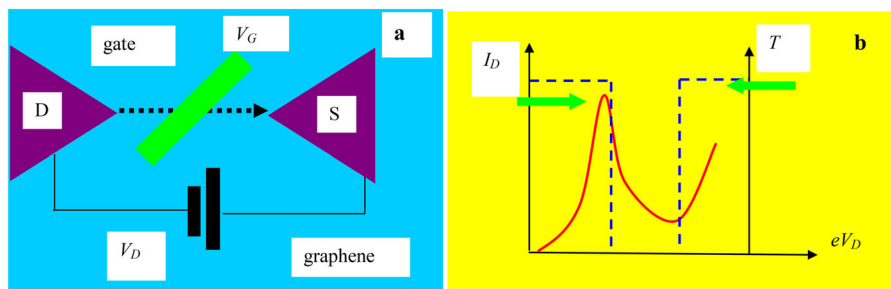 gate
V_G
a
D
S
V_D
graphene
b
I_D
T
eV_D